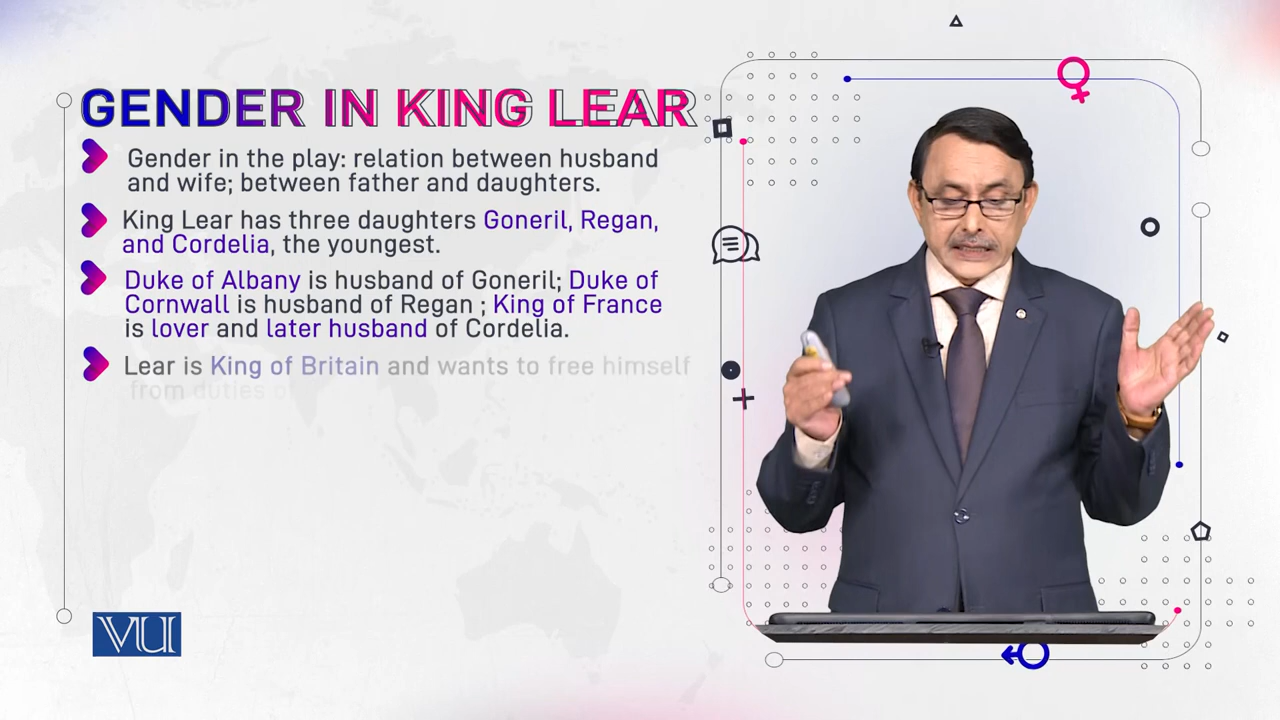 GENDER IN KING LEAR
Gender in the play: relation between husband
and wife; between father and daughters.
King Lear has three daughters Goneril, Regan,
and Cordelia, the youngest.
Duke of Albany is husband of Goneril; Duke of
Cornwall is husband of Regan ; King of France
is lover and later husband of Cordelia.
Lear is King of Britain and wants to free himself
from duties of
VU